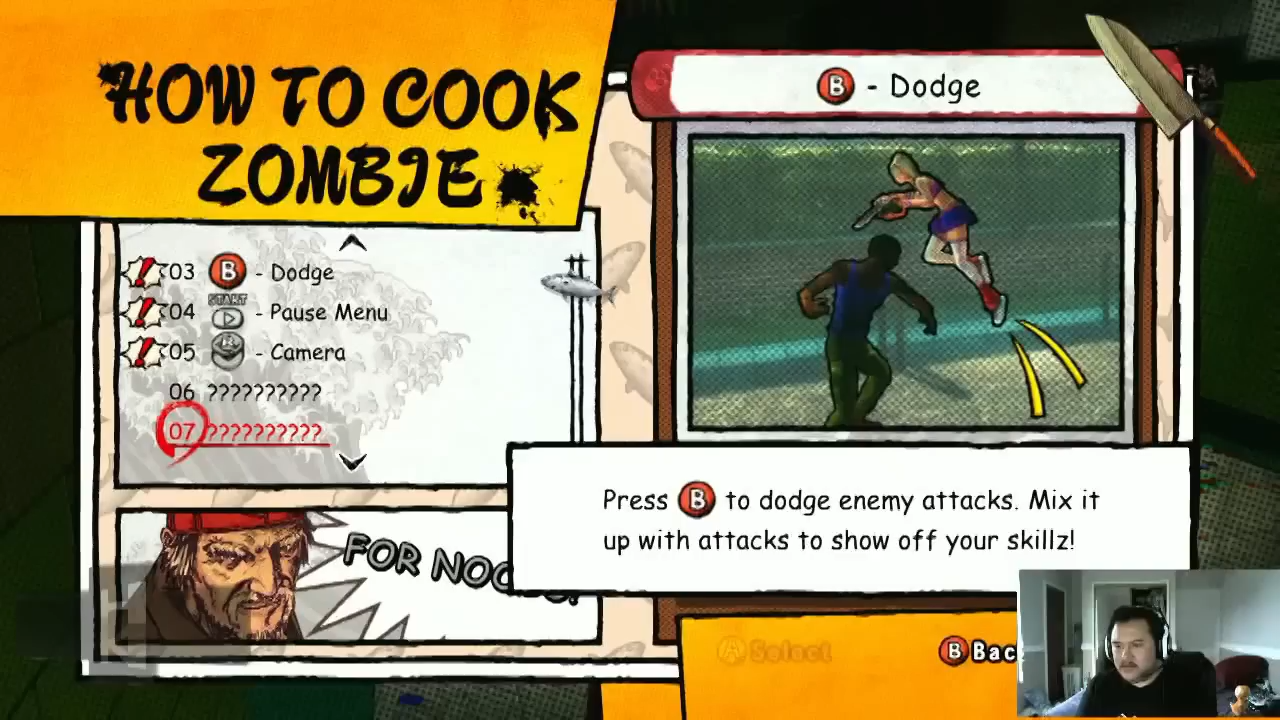 HOW TO COOK
ZOMBIE
03 B - Dodge
04 START - Pause Menu
05 R - Camera
06 ??????????
07 ??????????
FOR NOO
B - Dodge
Press B to dodge enemy attacks. Mix it
up with attacks to show off your skillz!
A Select
B Bac